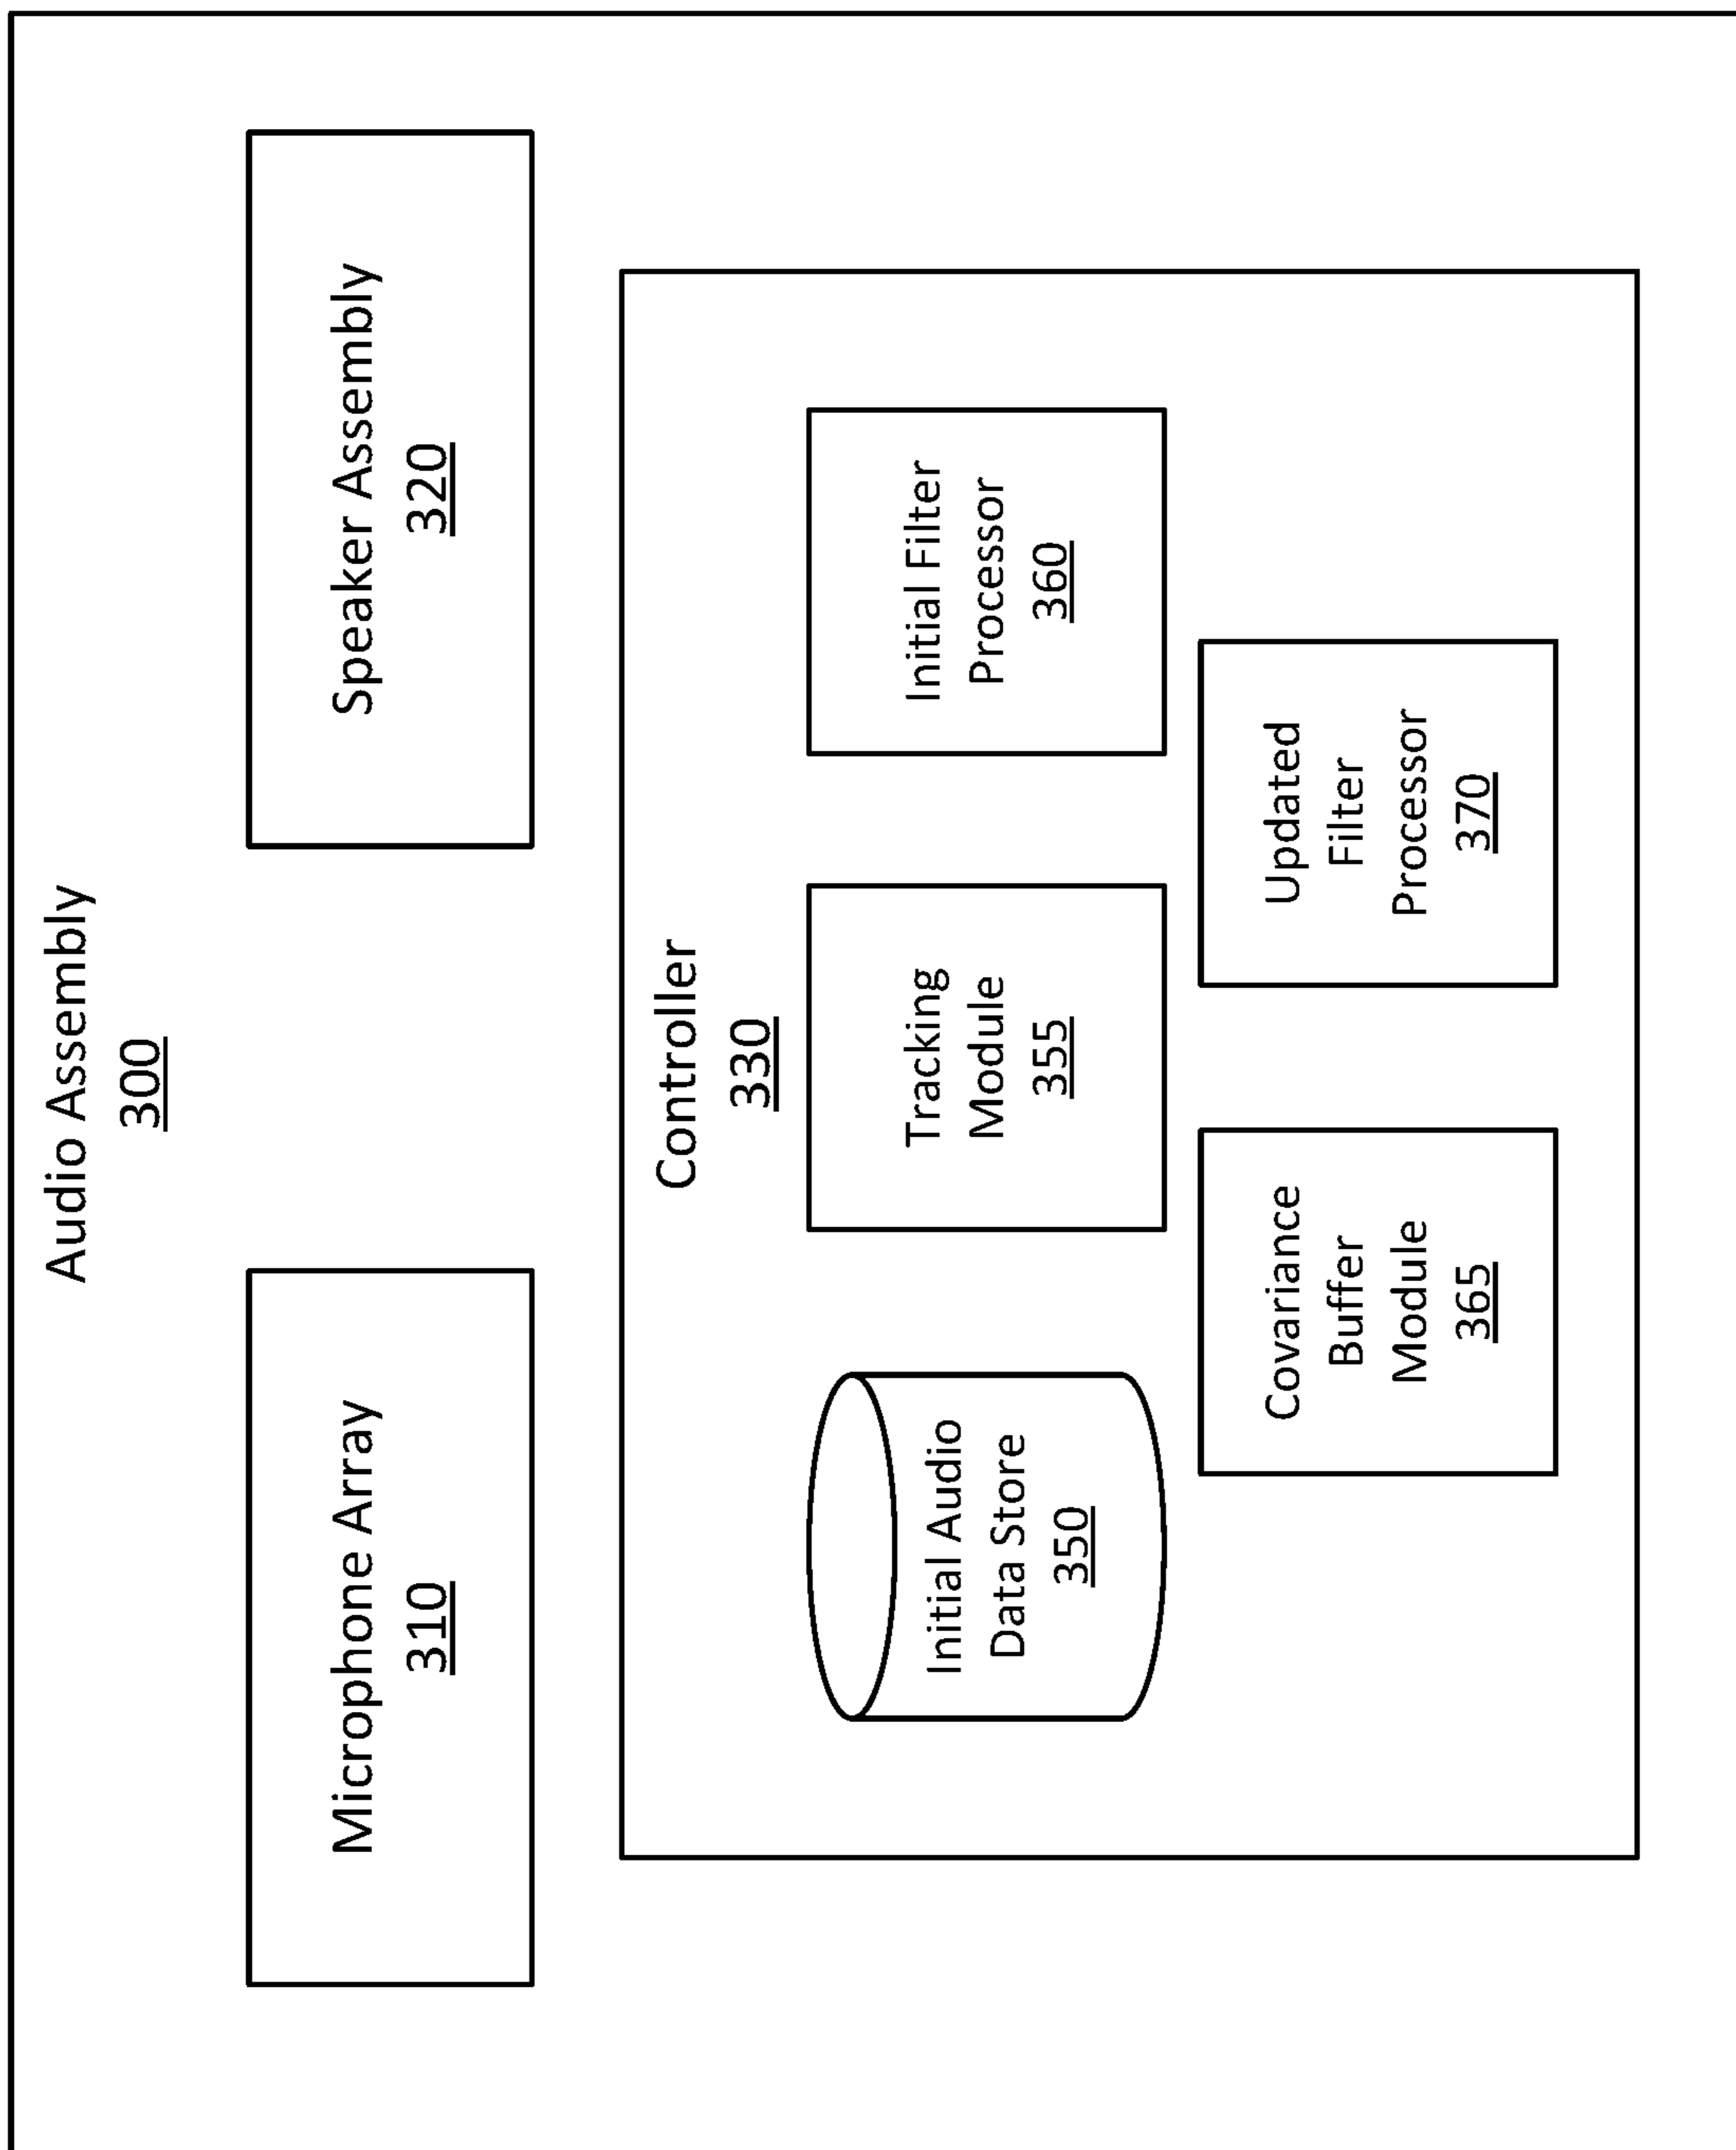 Audio Assembly
300
Microphone Array
310
Speaker Assembly
320
Controller
330
Initial Audio
Data Store
350
Tracking
Module
355
Initial Filter
Processor
360
Covariance
Buffer
Module
365
Updated
Filter
Processor
370